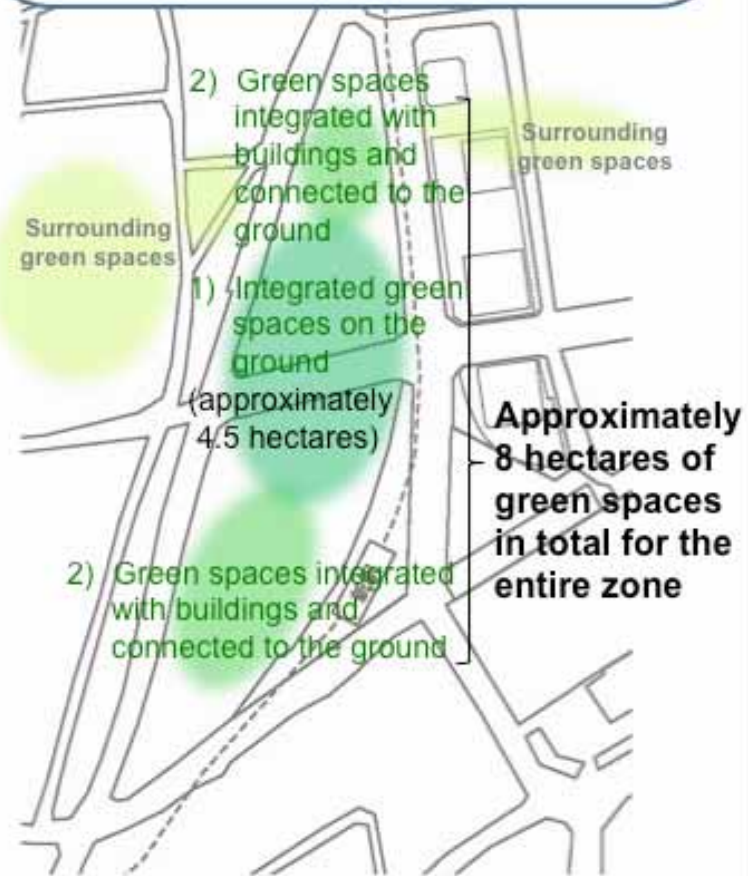 2) Green spaces
integrated with
buildings and
connected to the
ground
Surrounding
green spaces
Surrounding
green spaces
1) Integrated green
spaces on the
ground
(approximately
4.5 hectares)
Approximately
8 hectares of
green spaces
in total for the
entire zone
2) Green spaces integrated
with buildings and
connected to the ground